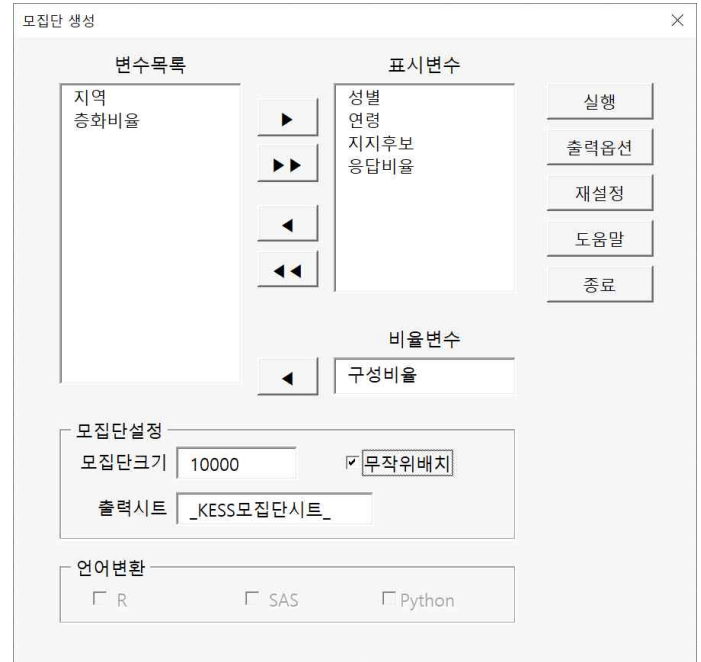 모집단 생성
변수목록
표시변수
지역
층화비율
성별
연령
지지후보
응답비율
실행
출력옵션
재설정
도움말
종료
비율변수
구성비율
모집단설정
모집단크기 10000 무작위배치
출력시트 _KESS모집단시트_
언어변환
R SAS Python